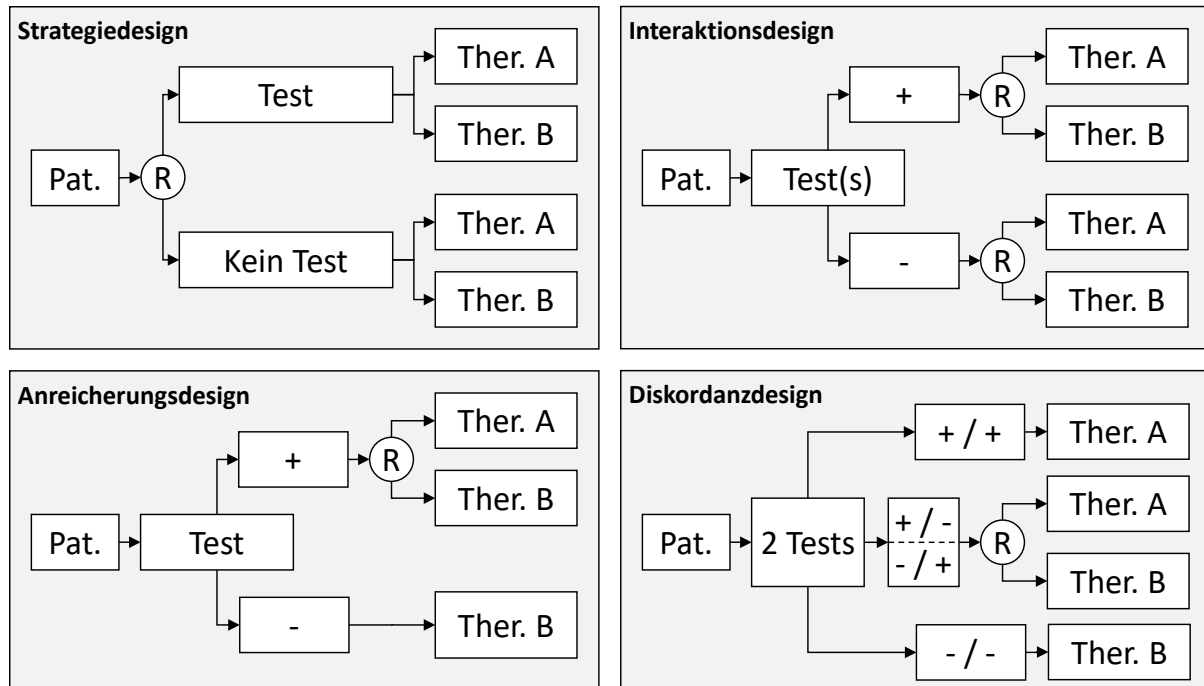 Strategiedesign
Ther. A
Test
Ther. B
Pat.
R
Ther. A
Kein Test
Ther. B
Interaktionsdesign
Ther. A
+
R
Ther. B
Pat.
Test(s)
Ther. A
-
R
Ther. B
Anreicherungsdesign
Ther. A
+
R
Ther. B
Pat.
Test
-
Ther. B
Diskordanzdesign
+ / +
Ther. A
Ther. A
+ / -
Pat.
2 Tests
R
- / +
Ther. B
- / -
Ther. B